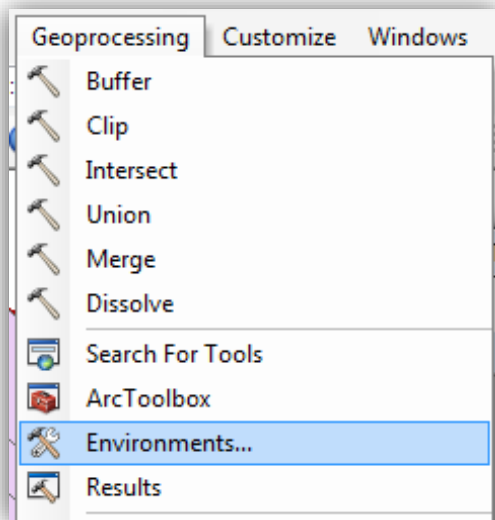 Geoprocessing Customize Windows
Buffer
Clip
Intersect
Union
Merge
Dissolve
Search For Tools
ArcToolbox
Environments...
Results